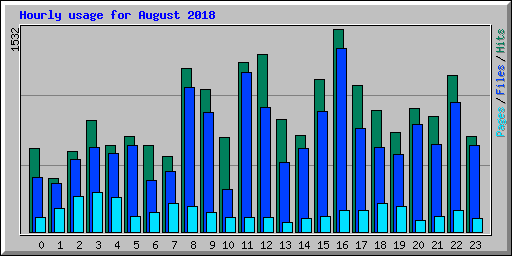 Hourly usage for August 2018
1532
Pages/Files/Hits
0 1 2 3 4 5 6 7 8 9 10 11 12 13 14 15 16 17 18 19 20 21 22 23